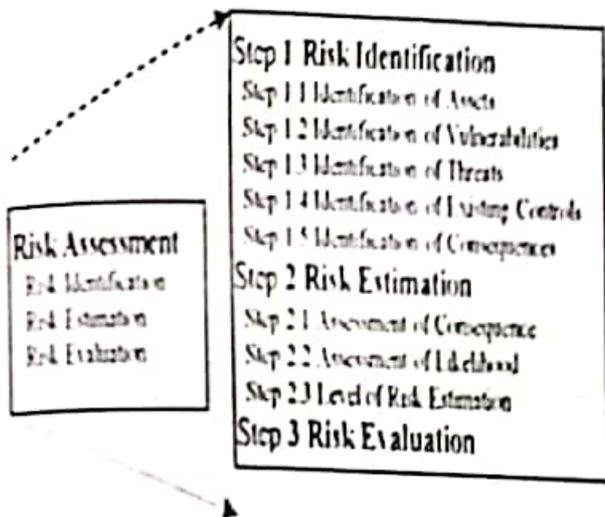 Risk Assessment
Risk Identification
Risk Estimation
Risk Evaluation
Step 1 Risk Identification
Step 1.1 Identification of Assets
Step 1.2 Identification of Vulnerabilities
Step 1.3 Identification of Threats
Step 1.4 Identification of Existing Controls
Step 1.5 Identification of Consequences
Step 2 Risk Estimation
Step 2.1 Assessment of Consequence
Step 2.2 Assessment of Likelihood
Step 2.3 Level of Risk Estimation
Step 3 Risk Evaluation